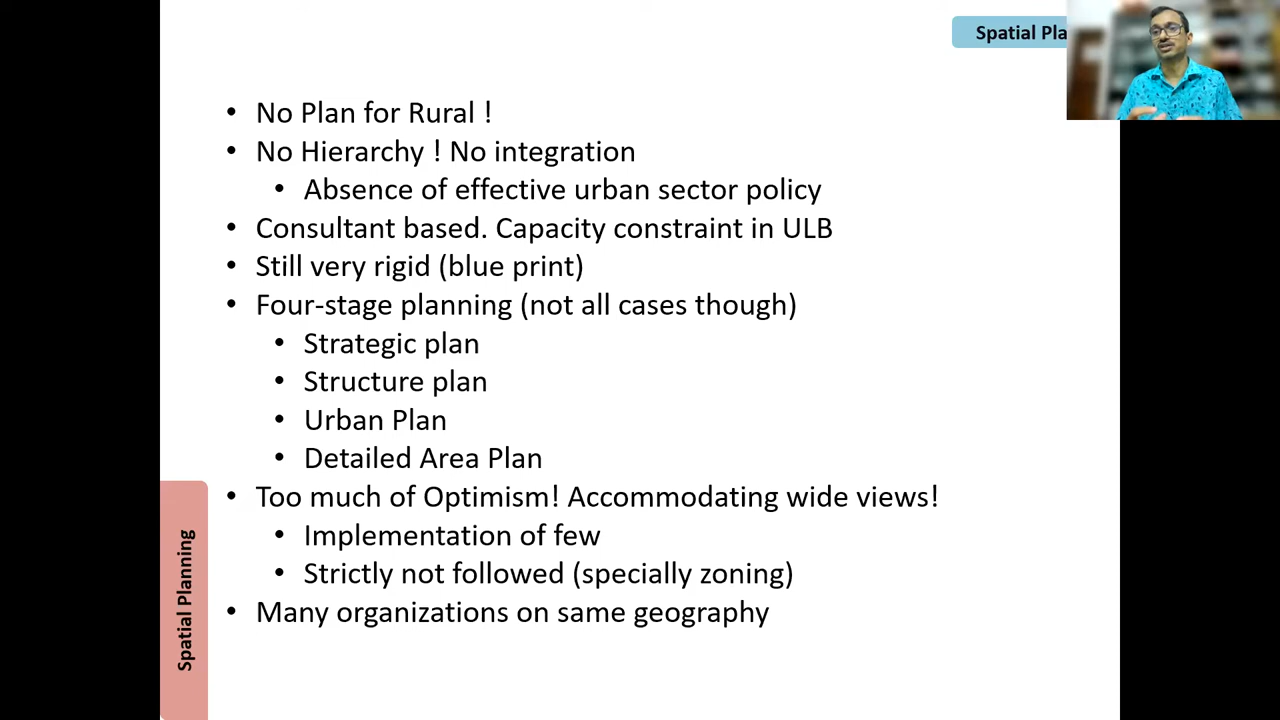 Spatial
• No Plan for Rural !
• No Hierarchy ! No integration
• Absence of effective urban sector policy
• Consultant based. Capacity constraint in ULB
• Still very rigid (blue print)
• Four-stage planning (not all cases though)
• Strategic plan
• Structure plan
• Urban Plan
• Detailed Area Plan
• Too much of Optimism! Accommodating wide views!
• Implementation of few
• Strictly not followed (specially zoning)
• Many organizations on same geography
Spatial Planning